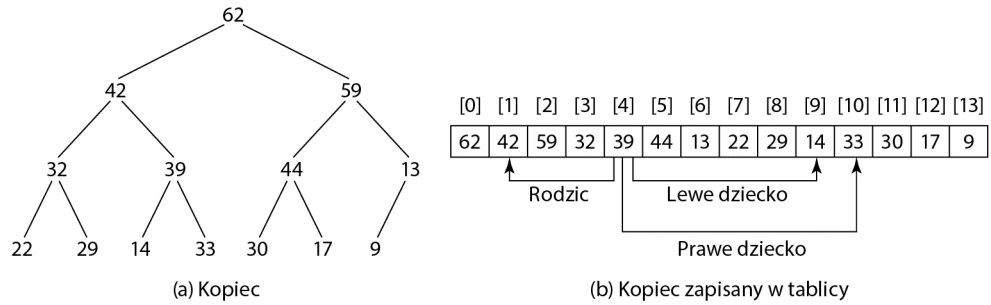 62
42 59
32 39 44 13
22 29 14 33 30 17 9
(a) Kopiec
[0] [1] [2] [3] [4] [5] [6] [7] [8] [9] [10] [11] [12] [13]
62 42 59 32 39 44 13 22 29 14 33 30 17 9
Rodzic Lewe dziecko
Prawe dziecko
(b) Kopiec zapisany w tablicy